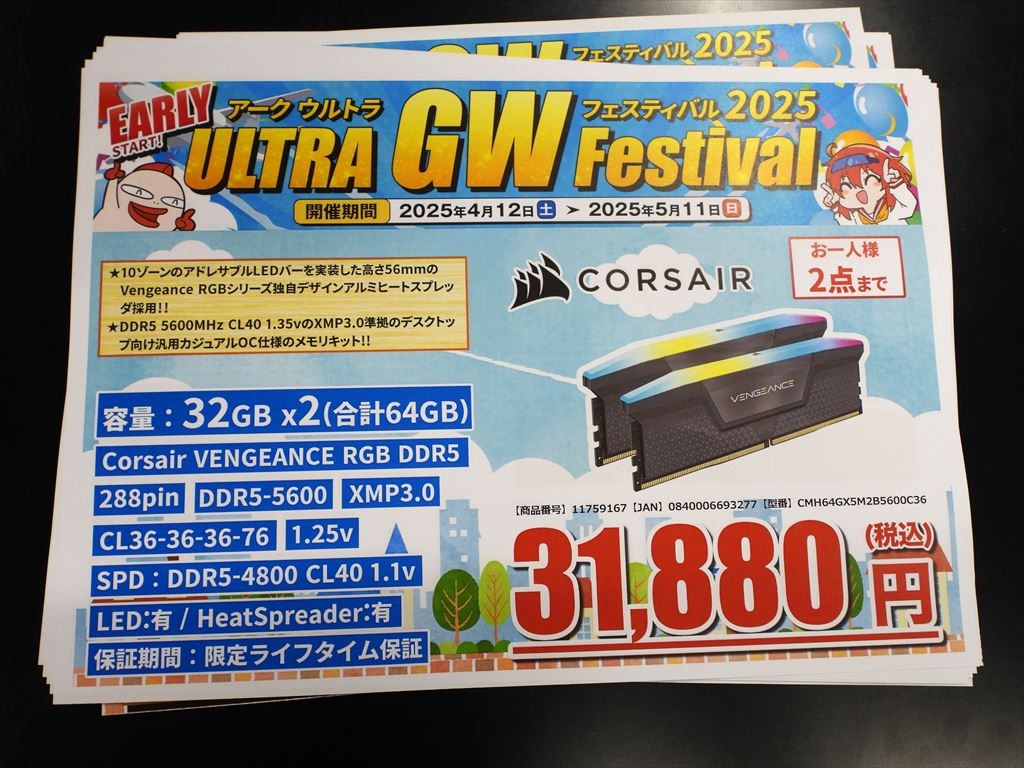 フェスティバル 2025
EARLY
START!
アーク ウルトラ
フェスティバル 2025
ULTRA GW Festival
開催期間 2025年4月12日土 ➤ 2025年5月11日日
★10ゾーンのアドレサブルLEDバーを実装した高さ56mmの
Vengeance RGBシリーズ独自デザインアルミヒートスプレッ
ダ採用!!
★DDR5 5600MHz CL40 1.35vのXMP3.0準拠のデスクトッ
プ向け汎用カジュアルOC仕様のメモリキット!!
CORSAIR
お一人様
2点まで
VENGEANCE
容量：32GB x2(合計64GB)
Corsair VENGEANCE RGB DDR5
288pin DDR5-5600 XMP3.0
CL36-36-36-76 1.25v
SPD：DDR5-4800 CL40 1.1v
LED:有 / HeatSpreader:有
保証期間：限定ライフタイム保証
【商品番号】11759167【JAN】0840006693277【型番】CMH64GX5M2B5600C36
31,880円(税込)